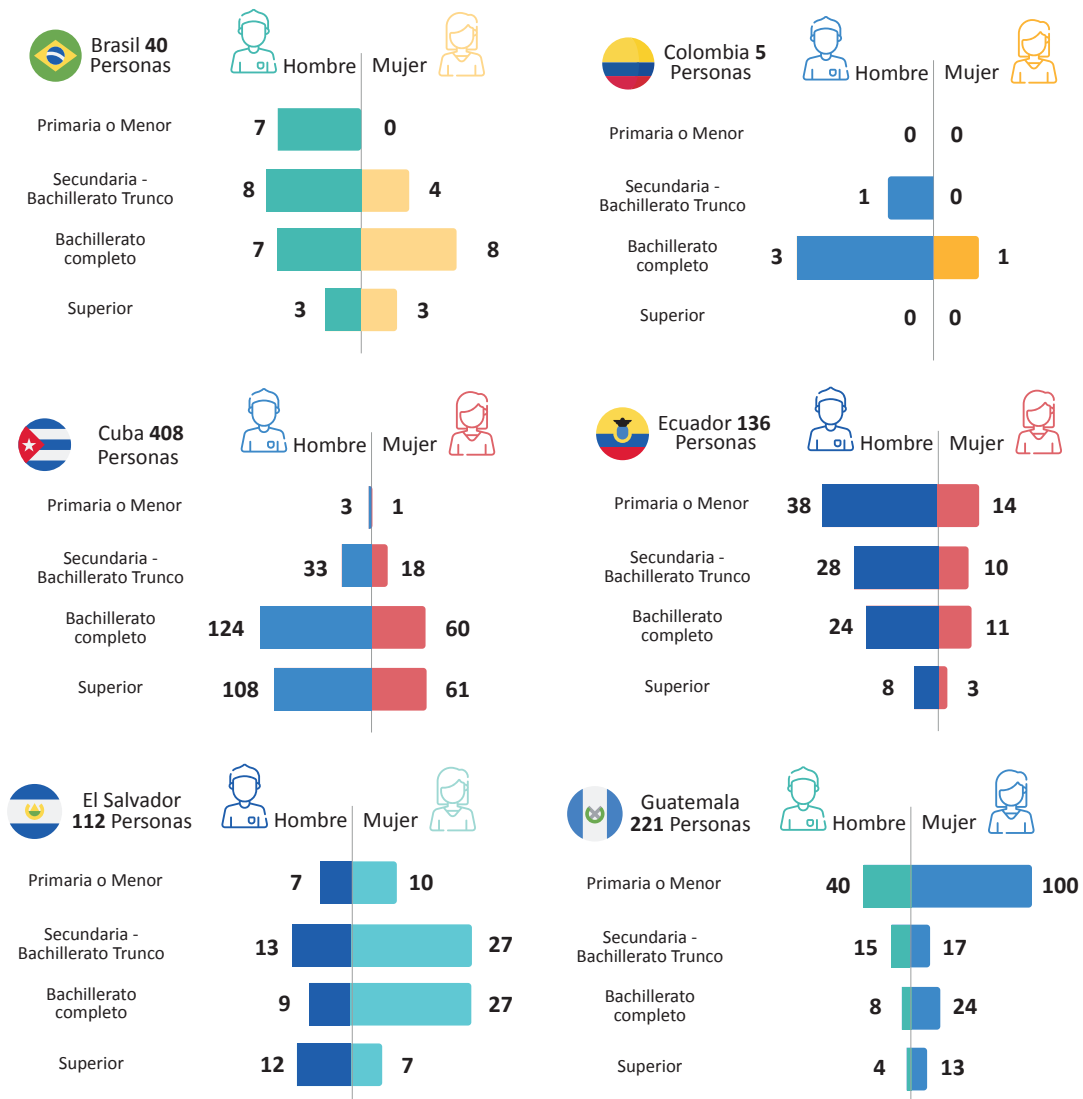 Brasil 40
Personas
Hombre Mujer
Primaria o Menor 7 0
Secundaria -
Bachillerato Trunco 8 4
Bachillerato
completo 7 8
Superior 3 3
Colombia 5
Personas
Hombre Mujer
Primaria o Menor 0 0
Secundaria -
Bachillerato Trunco 1 0
Bachillerato
completo 3 1
Superior 0 0
Cuba 408
Personas
Hombre Mujer
Primaria o Menor 3 1
Secundaria -
Bachillerato Trunco 33 18
Bachillerato
completo 124 60
Superior 108 61
Ecuador 136
Personas
Hombre Mujer
Primaria o Menor 38 14
Secundaria -
Bachillerato Trunco 28 10
Bachillerato
completo 24 11
Superior 8 3
El Salvador
112 Personas
Hombre Mujer
Primaria o Menor 7 10
Secundaria -
Bachillerato Trunco 13 27
Bachillerato
completo 9 27
Superior 12 7
Guatemala
221 Personas
Hombre Mujer
Primaria o Menor 40 100
Secundaria -
Bachillerato Trunco 15 17
Bachillerato
completo 8 24
Superior 4 13